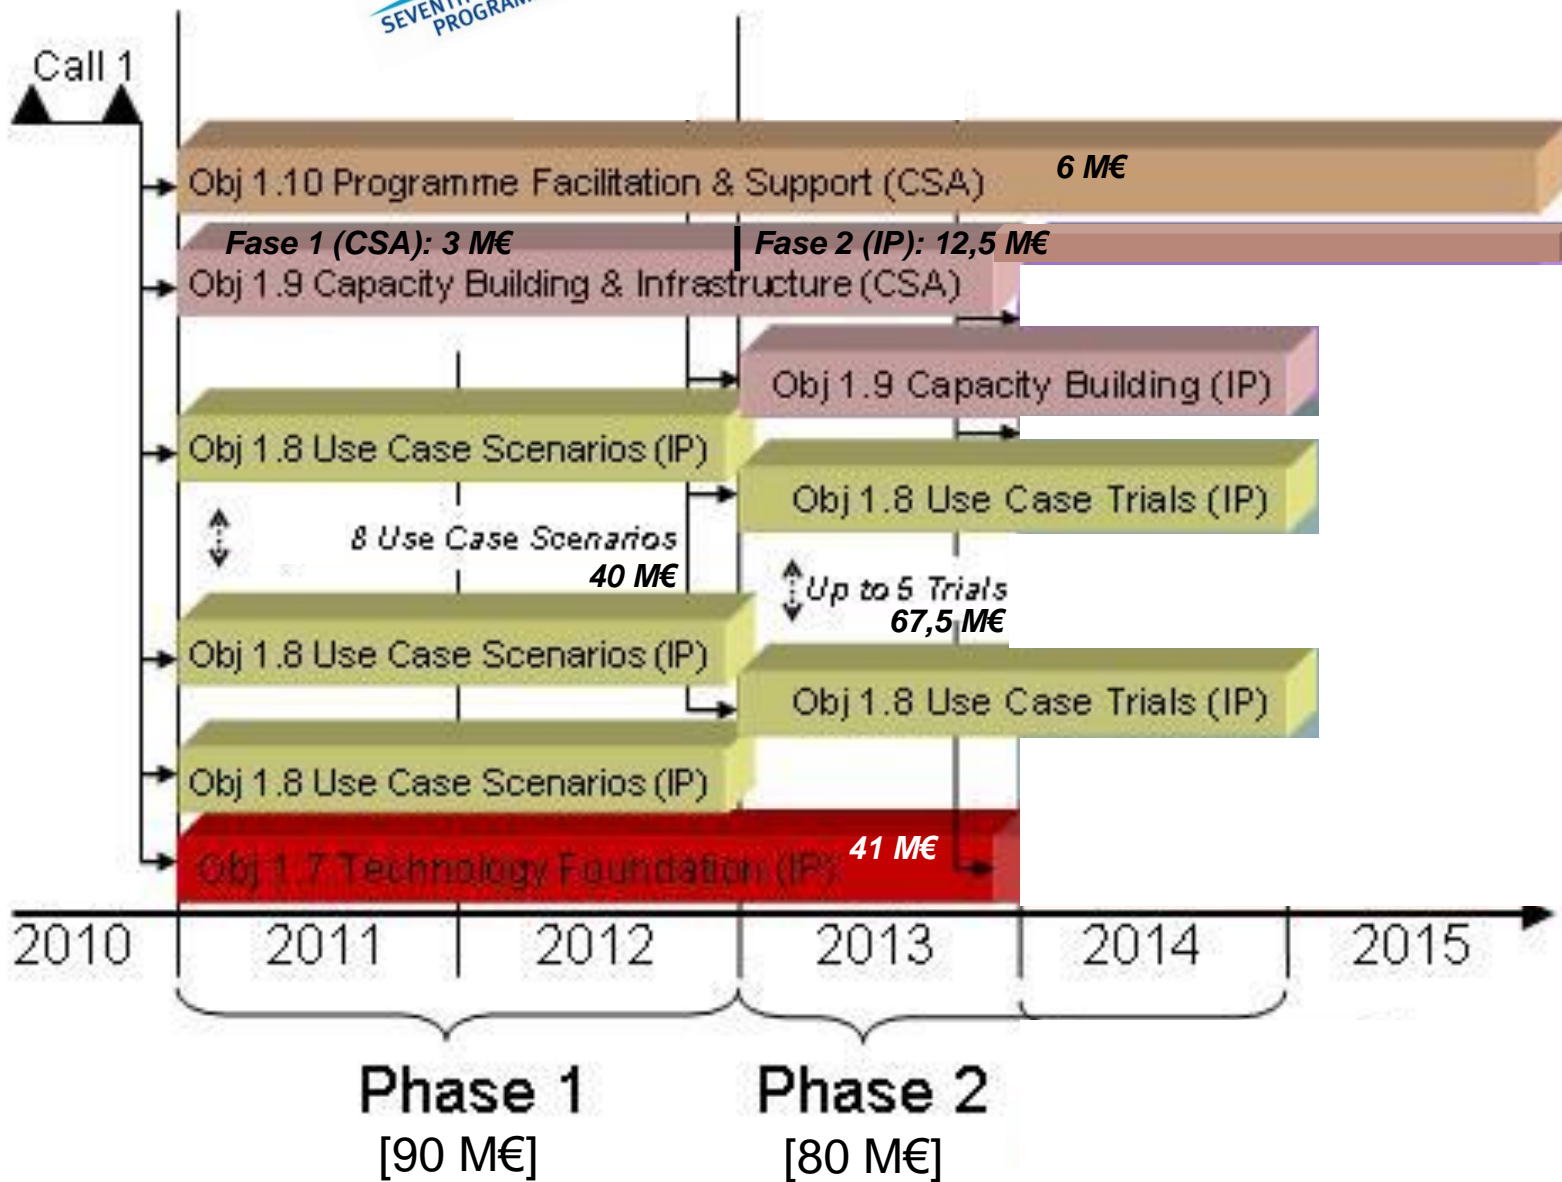 SEVENTH
Call 1
Obj 1.10 Programme Facilitation & Support (CSA)
6 M€
Fase 1 (CSA): 3 M€
Fase 2 (IP): 12,5 M€
Obj 1.9 Capacity Building & Infrastructure (CSA)
Obj 1.9 Capacity Building (IP)
Obj 1.8 Use Case Scenarios (IP)
Obj 1.8 Use Case Trials (IP)
8 Use Case Scenarios
40 M€
Up to 5 Trials
67,5 M€
Obj 1.8 Use Case Scenarios (IP)
Obj 1.8 Use Case Trials (IP)
Obj 1.8 Use Case Scenarios (IP)
41 M€
Obj 1.7 Technology Foundation (IP)
2010 2011 2012 2013 2014 2015
Phase 1
[90 M€]
Phase 2
[80 M€]